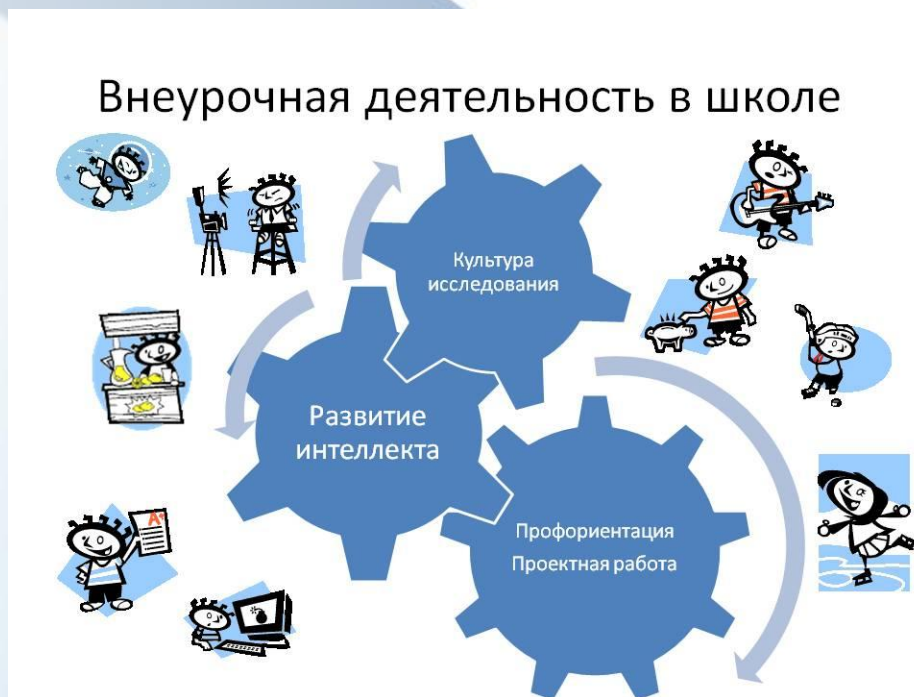 Внеурочная деятельность в школе
Культура
исследования
Развитие
интеллекта
Профориентация
Проектная работа
A+